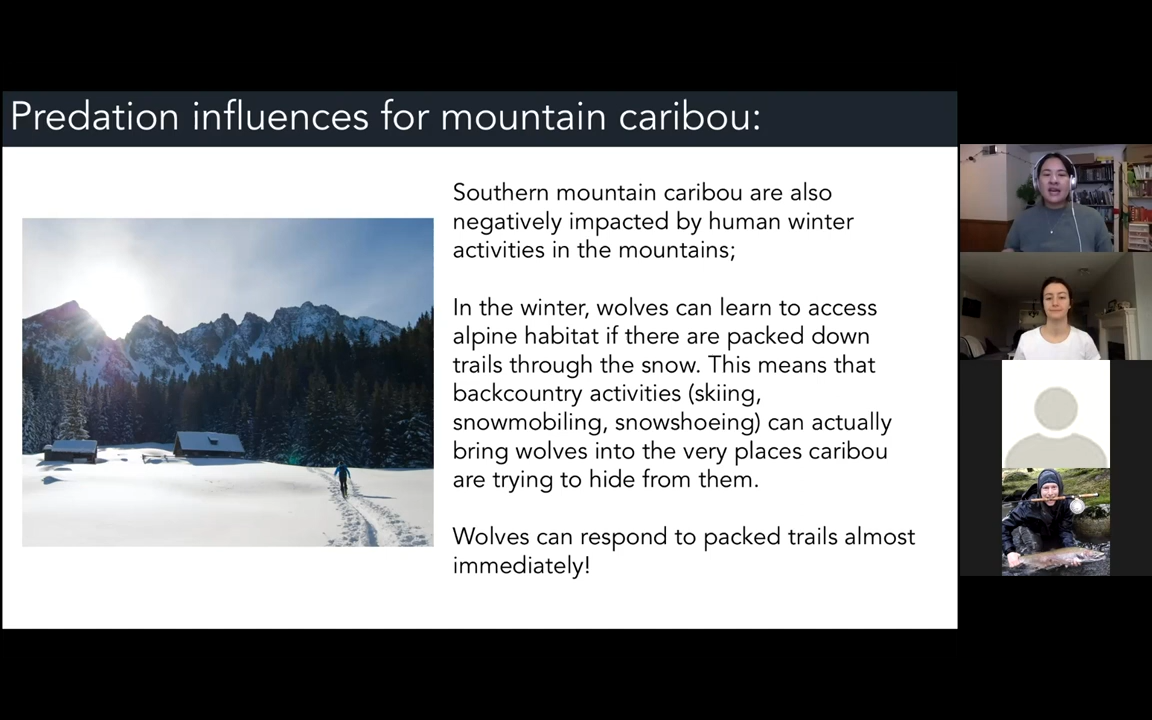 Predation influences for mountain caribou:
Southern mountain caribou are also
negatively impacted by human winter
activities in the mountains;
In the winter, wolves can learn to access
alpine habitat if there are packed down
trails through the snow. This means that
backcountry activities (skiing,
snowmobiling, snowshoeing) can actually
bring wolves into the very places caribou
are trying to hide from them.
Wolves can respond to packed trails almost
immediately!